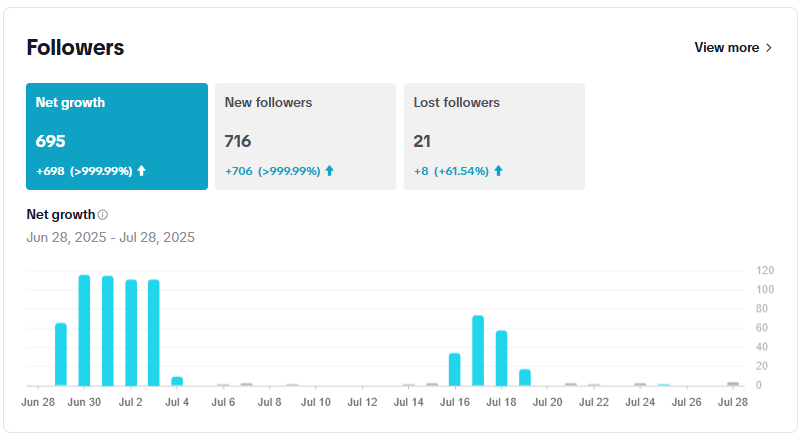 Followers
View more >
Net growth
New followers
Lost followers
695
716
21
+698 (>999.99%)
+706 (>999.99%)
+8 (+61.54%)
Net growth
Jun 28, 2025 - Jul 28, 2025
120
100
80
60
40
20
0
Jun 28 Jun 30 Jul 2 Jul 4 Jul 6 Jul 8 Jul 10 Jul 12 Jul 14 Jul 16 Jul 18 Jul 20 Jul 22 Jul 24 Jul 26 Jul 28